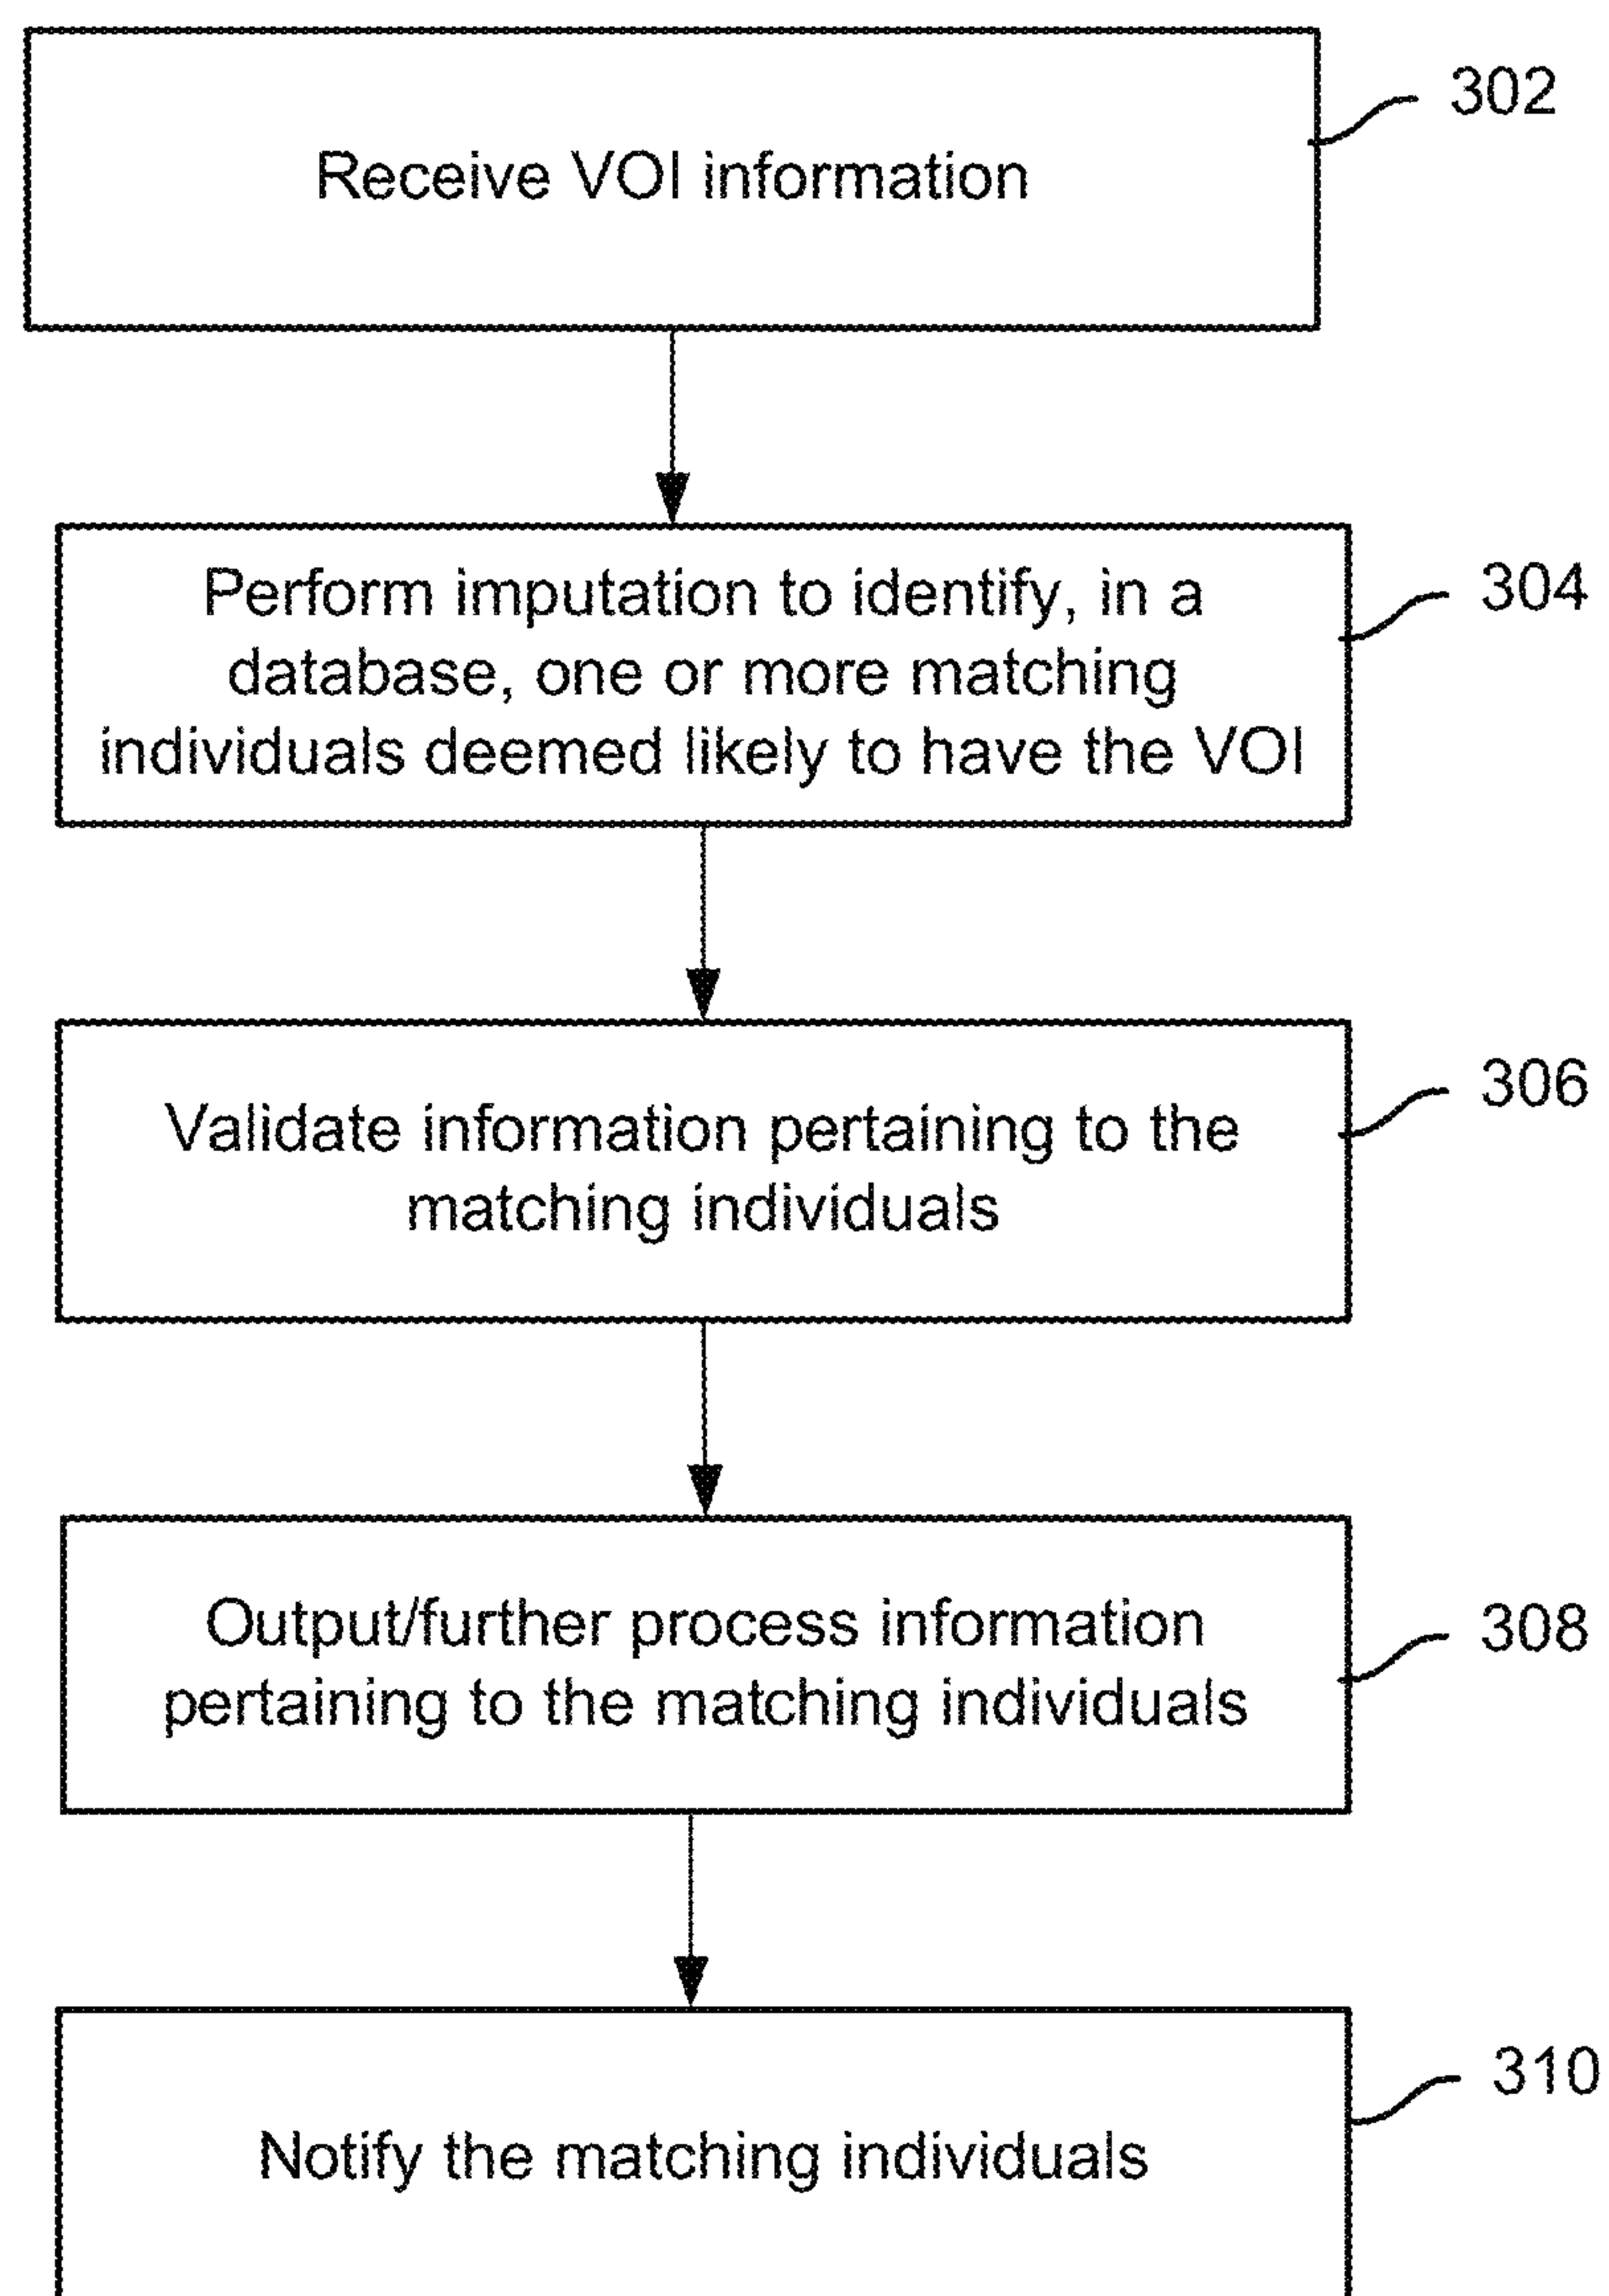 302
Receive VOI information
304
Perform imputation to identify, in a
database, one or more matching
individuals deemed likely to have the VOI
306
Validate information pertaining to the
matching individuals
308
Output/further process information
pertaining to the matching individuals
310
Notify the matching individuals